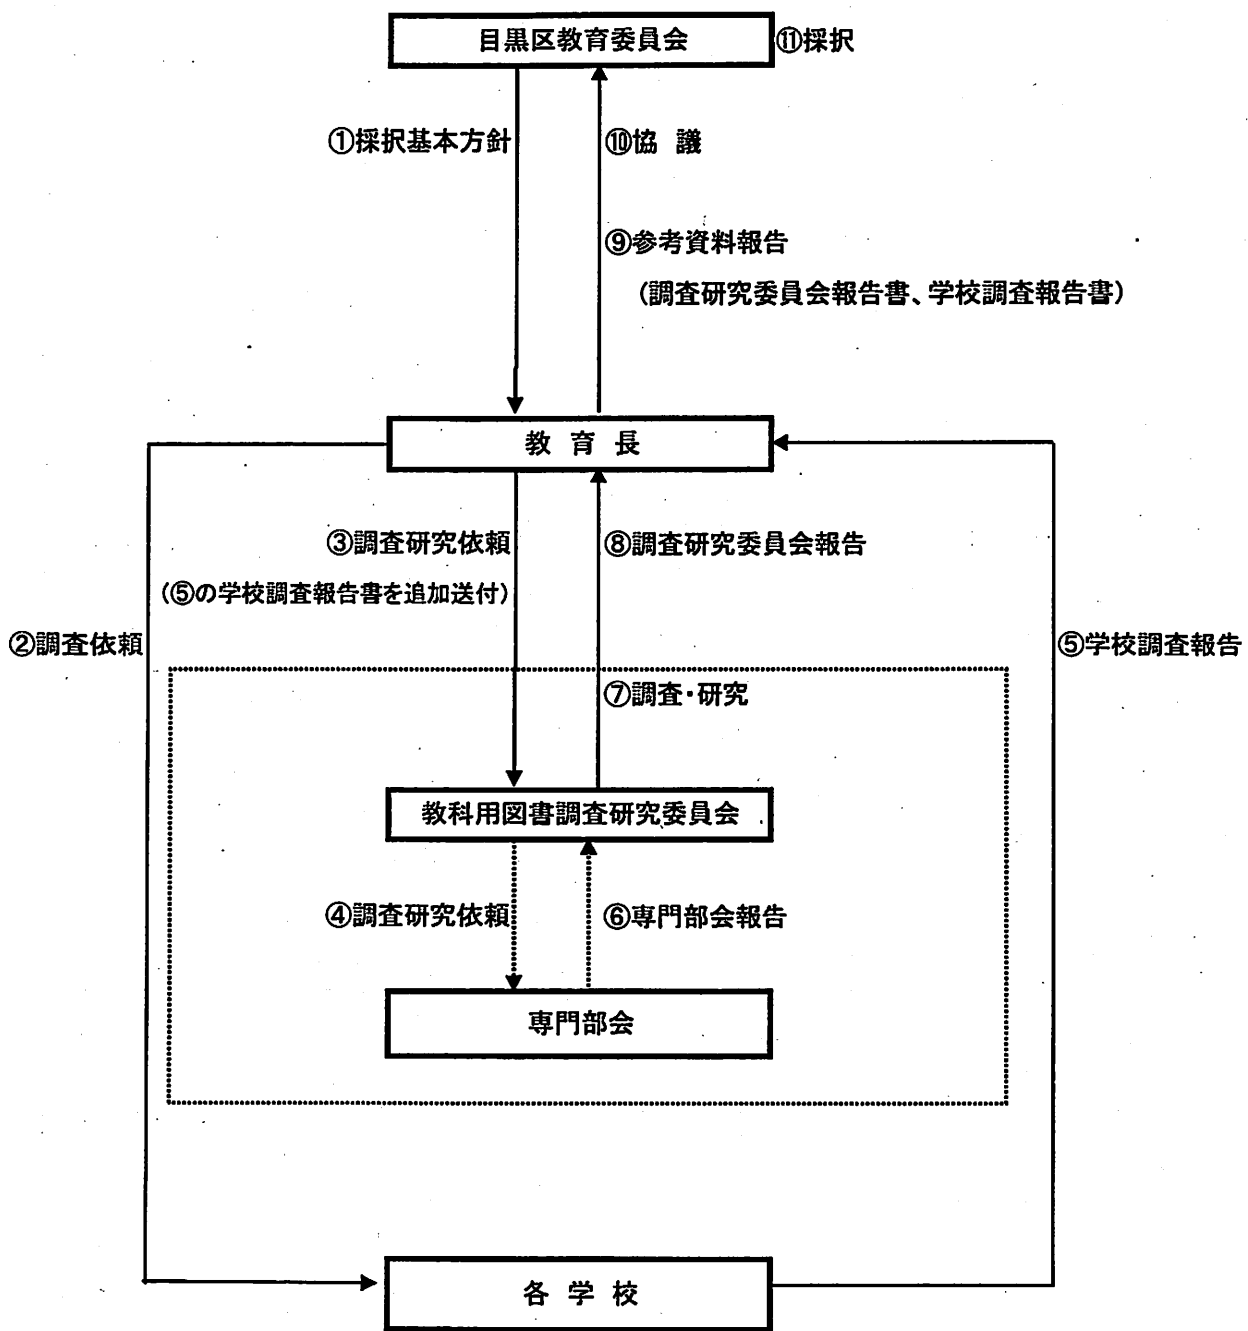 目黒区教育委員会 ⑪採択
①採択基本方針
⑩協 議
⑨参考資料報告
(調査研究委員会報告書、学校調査報告書)
教 育 長
③調査研究依頼
(⑤の学校調査報告書を追加送付)
⑧調査研究委員会報告
②調査依頼
⑤学校調査報告
⑦調査・研究
教科用図書調査研究委員会
④調査研究依頼
⑥専門部会報告
専門部会
各 学 校